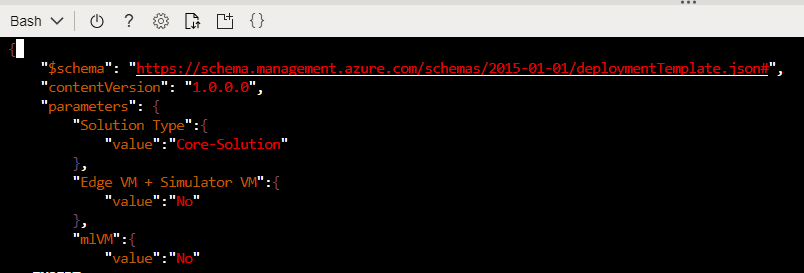 Bash ? {}
{
"$schema": "https://schema.management.azure.com/schemas/2015-01-01/deploymentTemplate.json#",
"contentVersion": "1.0.0.0",
"parameters": {
"Solution Type":{
"value":"Core-Solution"
},
"Edge VM + Simulator VM":{
"value":"No"
},
"mlVM":{
"value":"No"